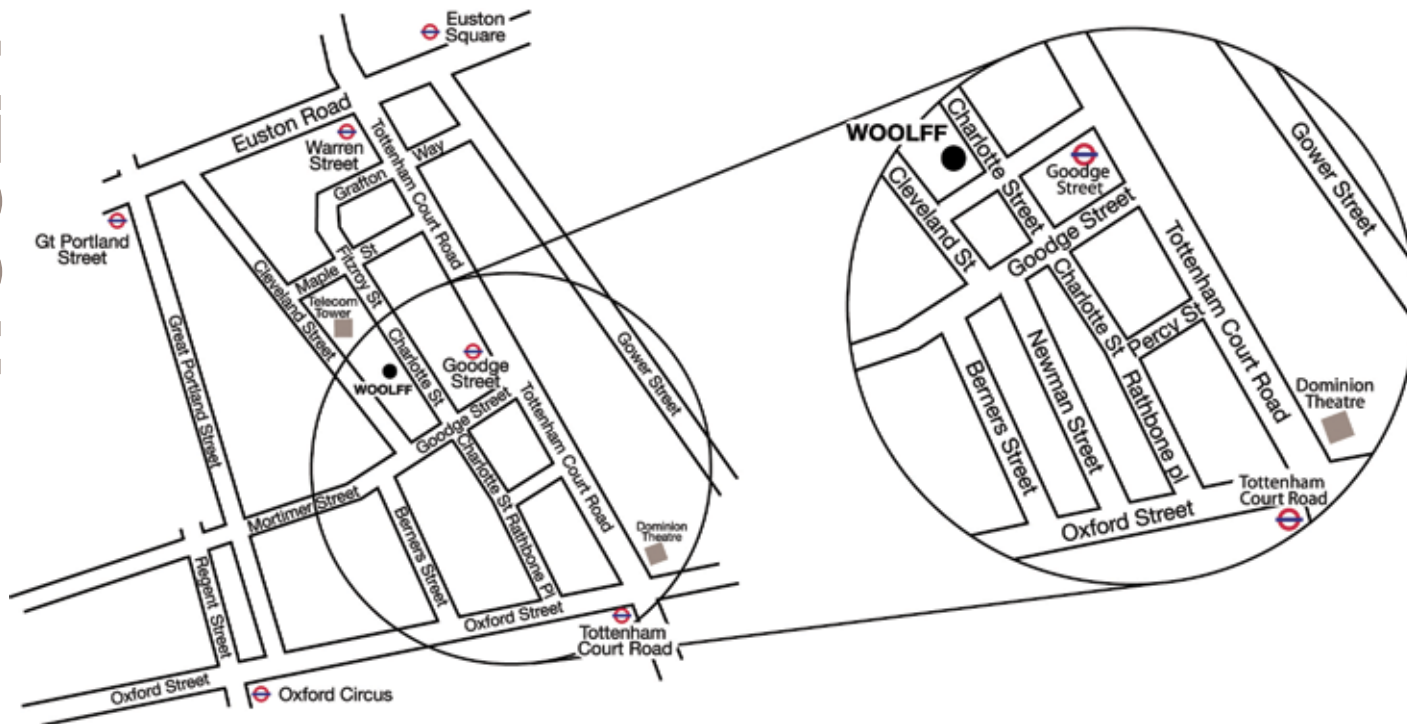 Euston
Square
Euston Road
Warren
Street
Tottenham Court Road
Grafton
Way
Gt Portland
Street
Maple
St
Fitzroy St
Cleveland Street
Telecom
Tower
Great Portland Street
Charlotte St
WOOLFF
Goodge
Street
Gower Street
Goodge Street
Tottenham Court Road
Charlotte St
Mortimer Street
Berners Street
Rathbone Pl
Dominion
Theatre
Regent Street
Oxford Street
Tottenham
Court Road
Oxford Street
Oxford Circus
WOOLFF
Charlotte Street
Goodge
Street
Gower Street
Cleveland St
Goodge Street
Tottenham Court Road
Charlotte St
Percy St
Newman Street
Berners Street
Rathbone pl
Dominion
Theatre
Tottenham
Court Road
Oxford Street